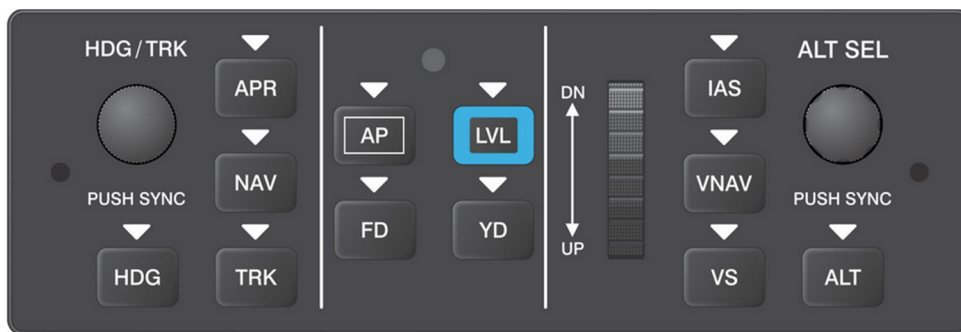 HDG/TRK
APR
NAV
PUSH SYNC
HDG
TRK
AP
LVL
FD
YD
DN
UP
IAS
ALT SEL
VNAV
PUSH SYNC
VS
ALT